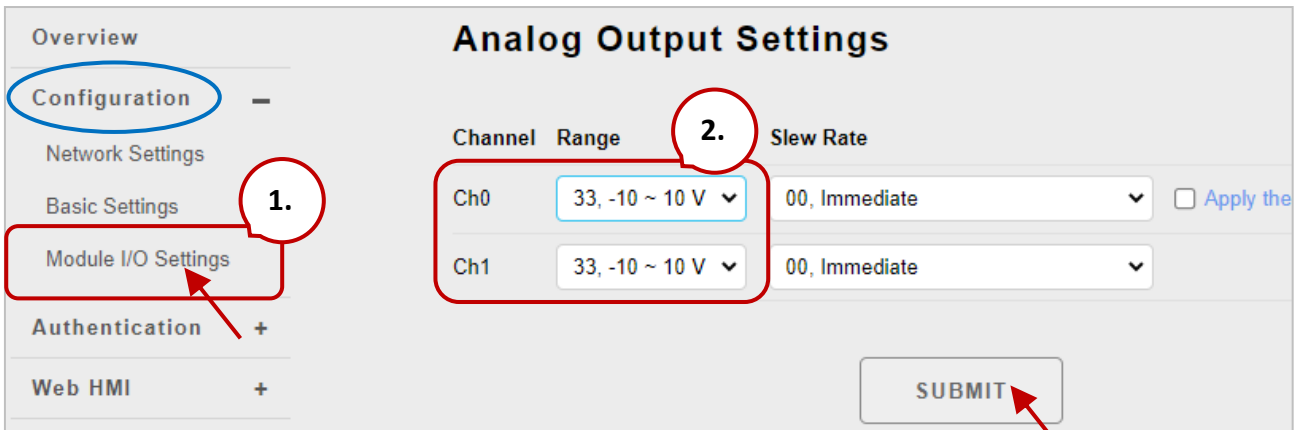 Overview
Configuration −
Network Settings
Basic Settings
Module I/O Settings
1.
Authentication +
Web HMI +
Analog Output Settings
Channel Range Slew Rate
2.
Ch0 33, -10 ~ 10 V 00, Immediate Apply the
Ch1 33, -10 ~ 10 V 00, Immediate
SUBMIT